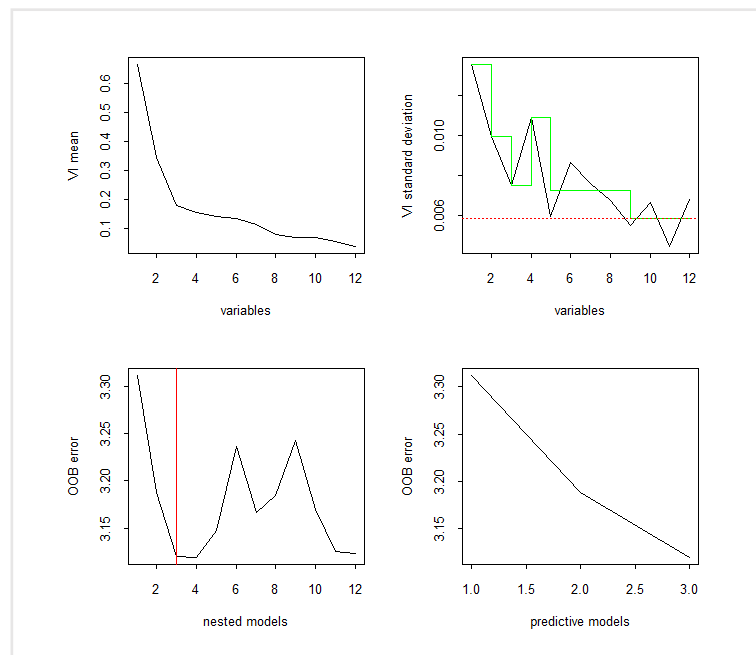 VI mean
0.1 0.2 0.3 0.4 0.5 0.6
2 4 6 8 10 12
variables
VI standard deviation
0.006 0.010
2 4 6 8 10 12
variables
OOB error
3.15 3.20 3.25 3.30
2 4 6 8 10 12
nested models
OOB error
3.15 3.20 3.25 3.30
1.0 1.5 2.0 2.5 3.0
predictive models